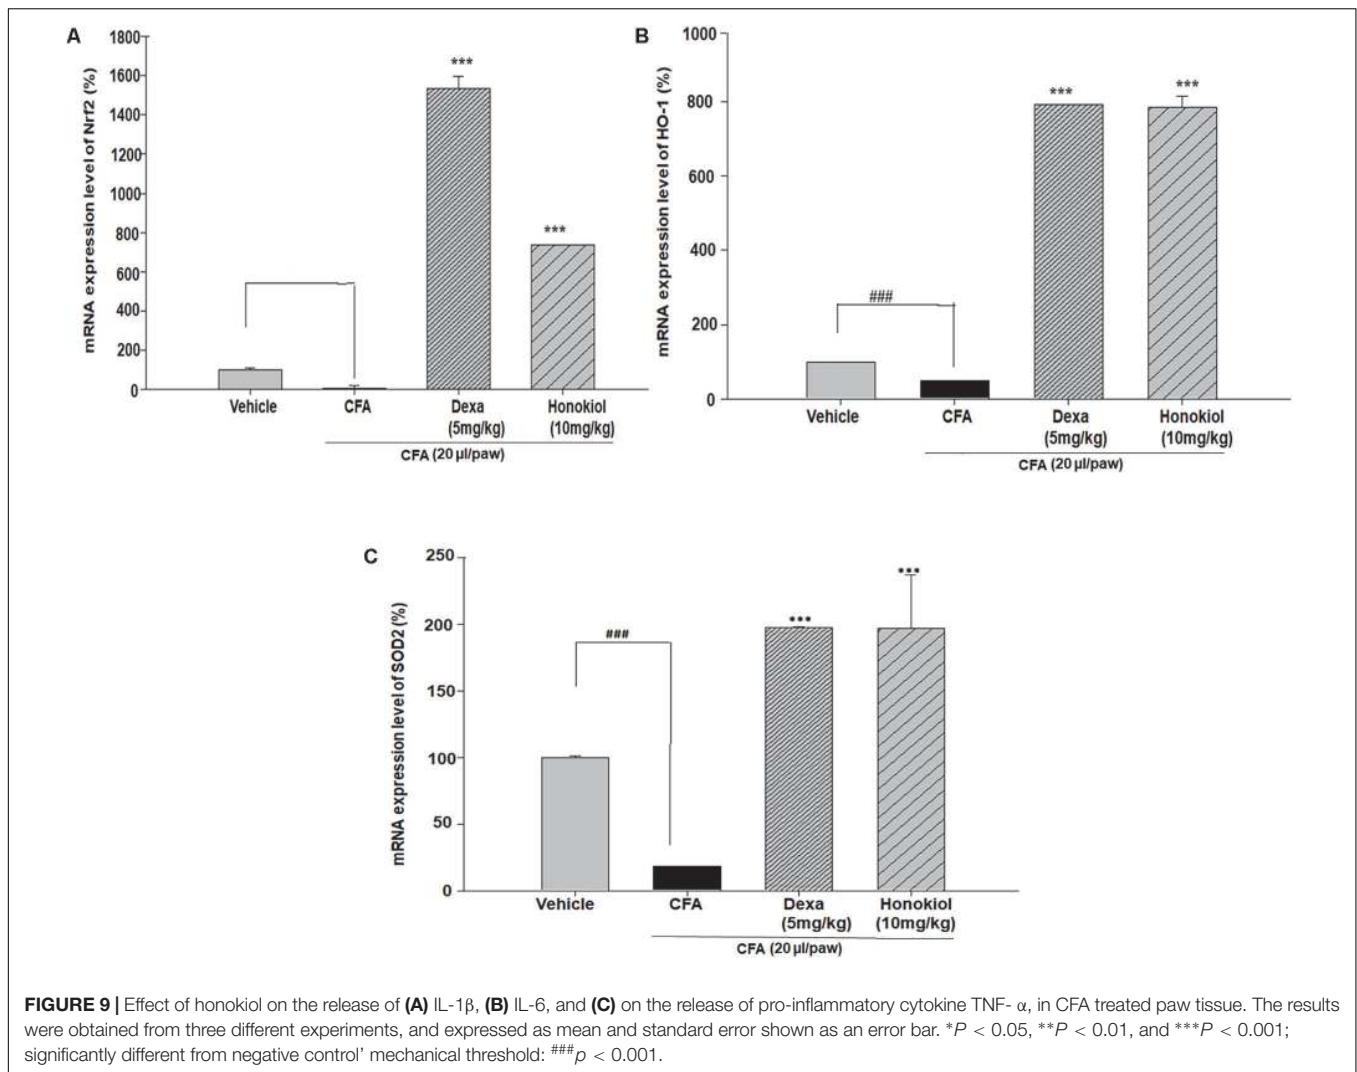 A
mRNA expression level of Nrf2 (%)
1800
1600
1400
1200
1000
800
600
400
200
0
***
***
Vehicle
CFA
Dexa
(5mg/kg)
Honokiol
(10mg/kg)
CFA (20 µl/paw)
B
mRNA expression level of HO-1 (%)
1000
800
600
400
200
0
###
***
***
Vehicle
CFA
Dexa
(5mg/kg)
Honokiol
(10mg/kg)
CFA (20 µl/paw)
C
mRNA expression level of SOD2 (%)
250
200
150
100
50
0
###
***
***
Vehicle
CFA
Dexa
(5mg/kg)
Honokiol
(10mg/kg)
CFA (20 µl/paw)
FIGURE 9 | Effect of honokiol on the release of (A) IL-1β, (B) IL-6, and (C) on the release of pro-inflammatory cytokine TNF- α, in CFA treated paw tissue. The results
were obtained from three different experiments, and expressed as mean and standard error shown as an error bar. *P < 0.05, **P < 0.01, and ***P < 0.001;
significantly different from negative control’ mechanical threshold: ###p < 0.001.